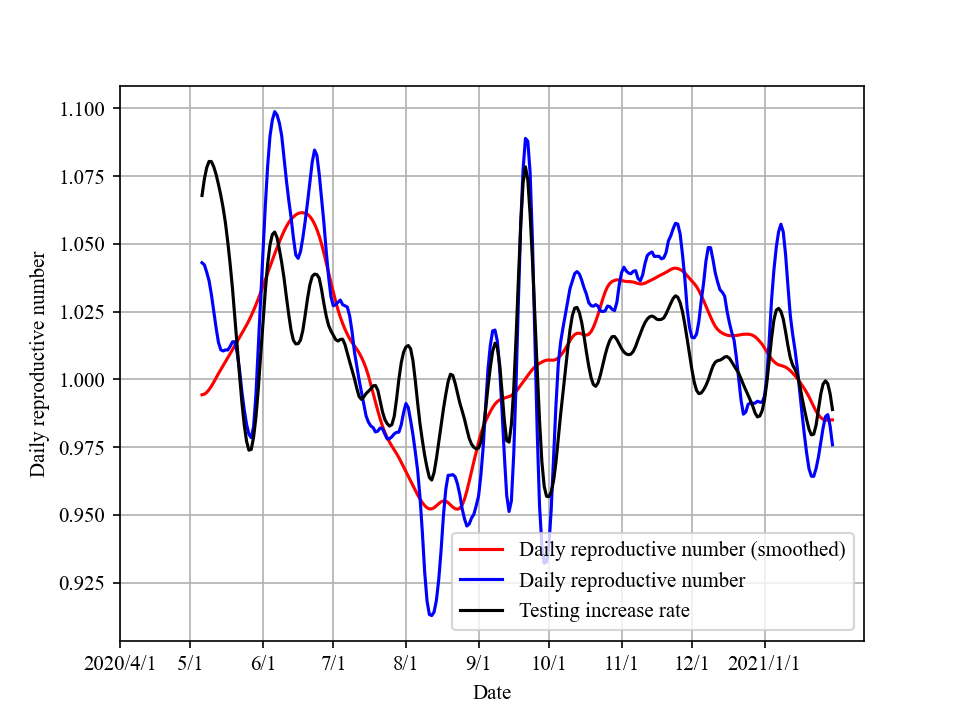 Daily reproductive number
1.100
1.075
1.050
1.025
1.000
0.975
0.950
0.925
Daily reproductive number (smoothed)
Daily reproductive number
Testing increase rate
2020/4/1 5/1 6/1 7/1 8/1 9/1 10/1 11/1 12/1 2021/1/1
Date